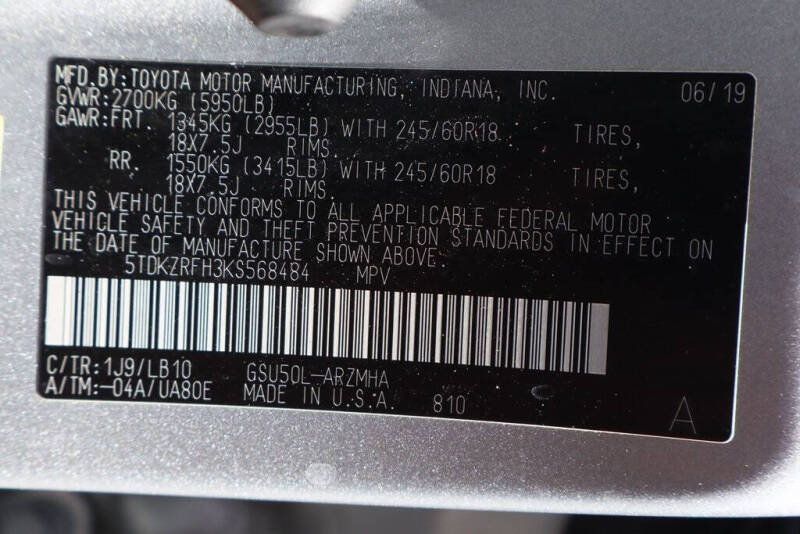 MFD.BY:TOYOTA MOTOR MANUFACTURING, INDIANA, INC. 06/19
GVWR:2700KG (5950LB)
GAWR:FRT. 1345KG (2955LB) WITH 245/60R18 TIRES,
18X7.5J RIMS.
RR. 1550KG (3415LB) WITH 245/60R18 TIRES,
18X7.5J RIMS.
THIS VEHICLE CONFORMS TO ALL APPLICABLE FEDERAL MOTOR
VEHICLE SAFETY AND THEFT PREVENTION STANDARDS IN EFFECT ON
THE DATE OF MANUFACTURE SHOWN ABOVE.
5TDKZRFH3KS568484 MPV
C/TR:1J9/LB10 GSU50L-ARZMHA
A/TM:-04A/UA80E MADE IN U.S.A. 810 A